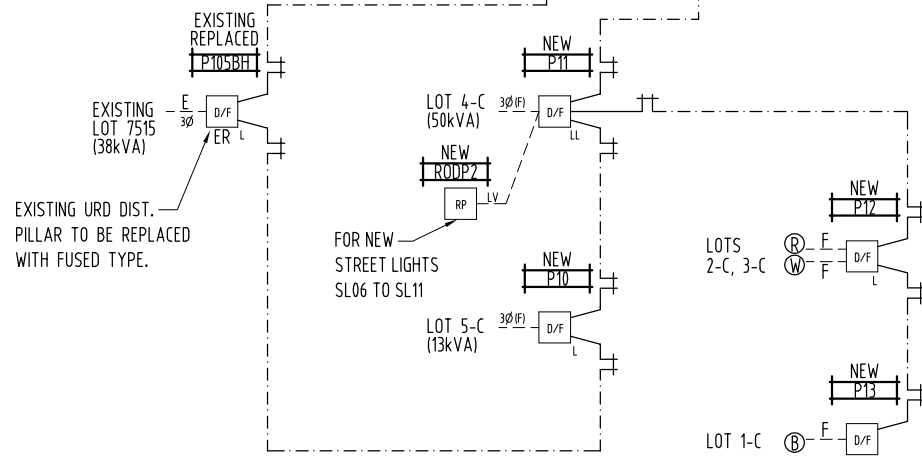 EXISTING
REPLACED
P105BH
EXISTING
LOT 7515
(38kVA)
E
3Ø
D/F
ER
L
EXISTING URD DIST.
PILLAR TO BE REPLACED
WITH FUSED TYPE.
NEW
P11
LOT 4-C
(50kVA)
3Ø(F)
D/F
LL
NEW
RODP2
RP
LV
FOR NEW
STREET LIGHTS
SL06 TO SL11
NEW
P10
LOT 5-C
(13kVA)
3Ø(F)
D/F
L
NEW
P12
LOTS
2-C, 3-C
R F
W F
D/F
L
NEW
P13
LOT 1-C
B F
D/F